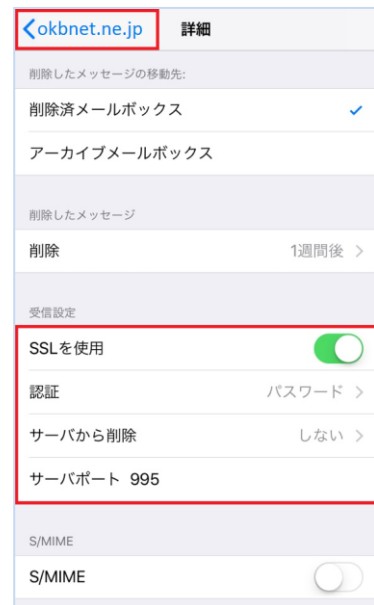 okbnet.ne.jp 詳細
削除したメッセージの移動先:
削除済メールボックス
アーカイブメールボックス
削除したメッセージ
削除 1週間後
受信設定
SSLを使用
認証 パスワード
サーバから削除 しない
サーバポート 995
S/MIME
S/MIME